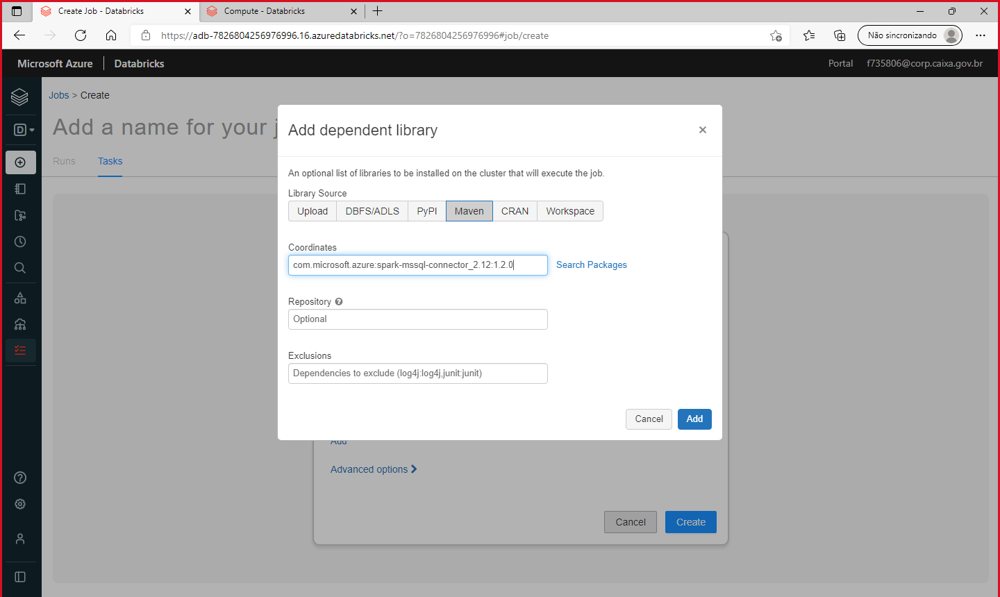 Create Job - Databricks
Compute - Databricks
https://adb-7826804256976996.16.azuredatabricks.net/?o=7826804256976996#job/create
Não sincronizando
Microsoft Azure
Databricks
Portal
f735806@corp.caixa.gov.br
D
Jobs > Create
Add a name for your j
Runs
Tasks
Add dependent library
An optional list of libraries to be installed on the cluster that will execute the job.
Library Source
Upload
DBFS/ADLS
PyPI
Maven
CRAN
Workspace
Coordinates
com.microsoft.azure:spark-mssql-connector_2.12:1.2.0
Search Packages
Repository
Optional
Exclusions
Dependencies to exclude (log4j:log4j,junit:junit)
Cancel
Add
Add
Advanced options
Cancel
Create